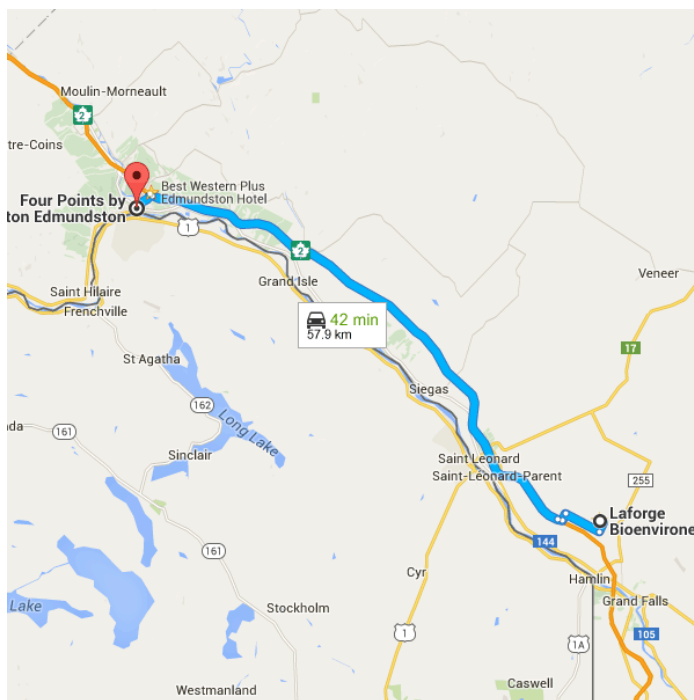 Moulin-Morneault
2
tre-Coins
Best Western Plus
Edmundston Hotel
Four Points by
ton Edmundston
1
2
Grand Isle
Veneer
Saint Hilaire
Frenchville
42 min
57.9 km
17
St Agatha
Siegas
162
Long Lake
da
161
Sinclair
Saint Léonard
Saint-Léonard-Parent
255
Laforge
Bioenvirone
144
161
Cyr
Hamlin
Lake
Stockholm
Grand Falls
1
105
1A
Westmanland
Caswell